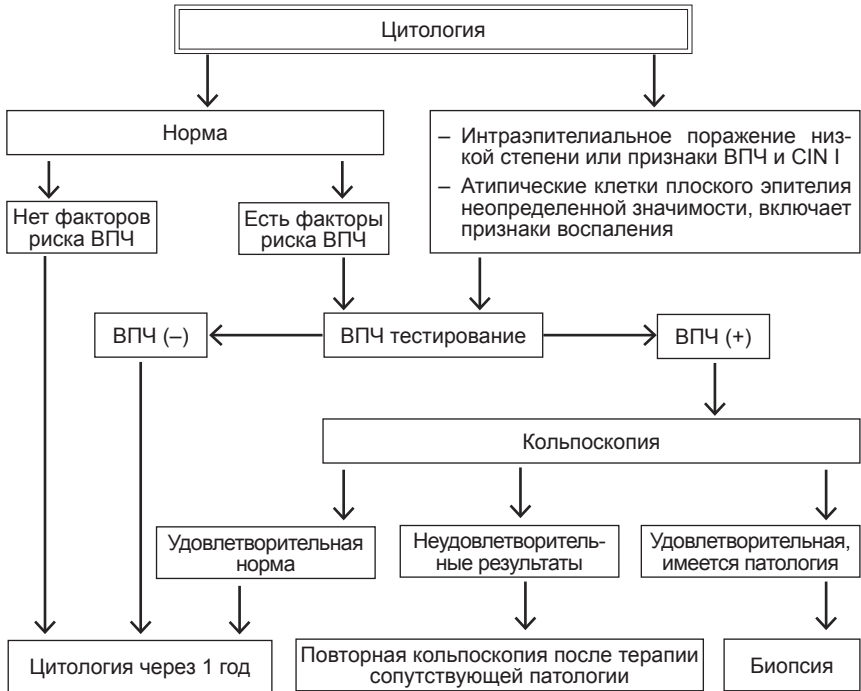 Цитология
Норма
– Интраэпителиальное поражение низ-
кой степени или признаки ВПЧ и CIN I
– Атипические клетки плоского эпителия
неопределенной значимости, включает
признаки воспаления
Нет факторов
риска ВПЧ
Есть факторы
риска ВПЧ
ВПЧ (–)
ВПЧ тестирование
ВПЧ (+)
Кольпоскопия
Удовлетворительная
норма
Неудовлетворитель-
ные результаты
Удовлетворительная,
имеется патология
Цитология через 1 год
Повторная кольпоскопия после терапии
сопутствующей патологии
Биопсия